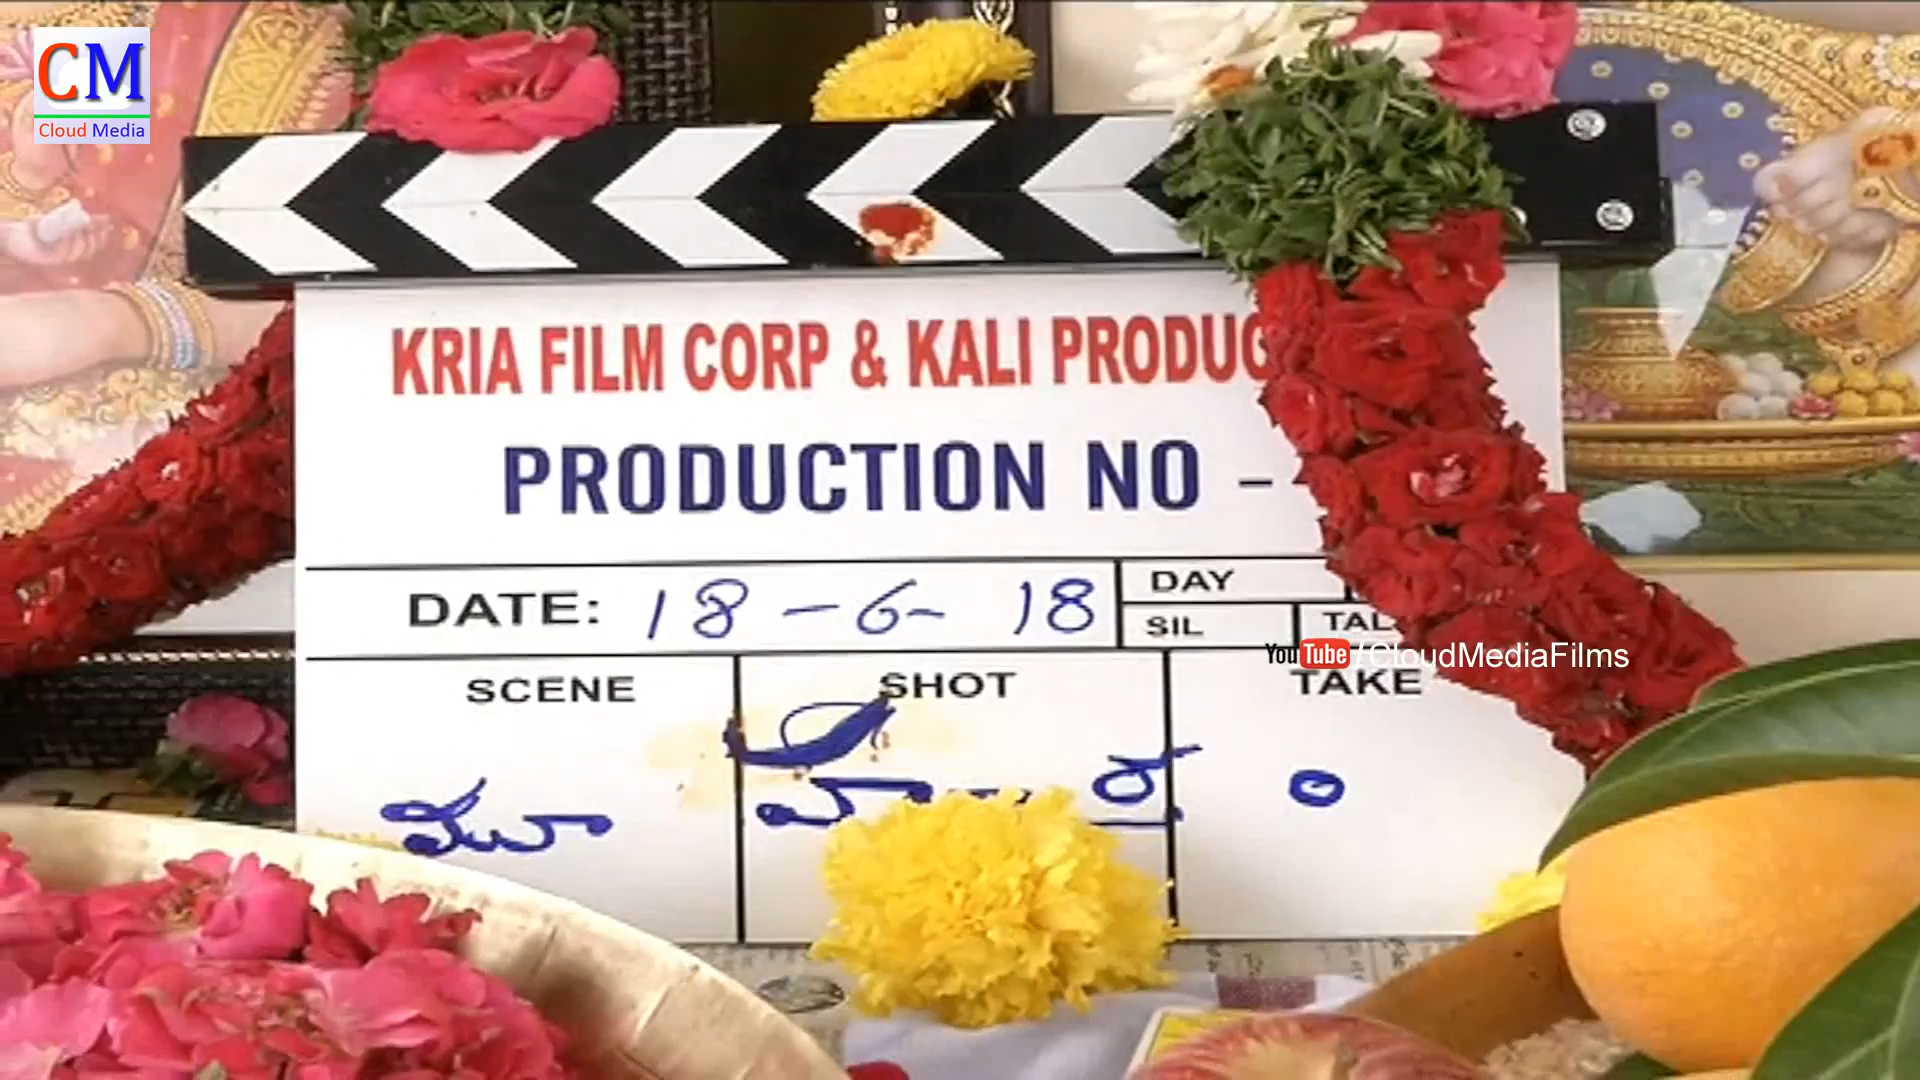 CM
Cloud Media
KRIA FILM CORP & KALI
PRODUCTION NO -
DATE: 18-6-18
DAY
SIL
YouTube /CloudMediaFilms
SCENE SHOT TAKE